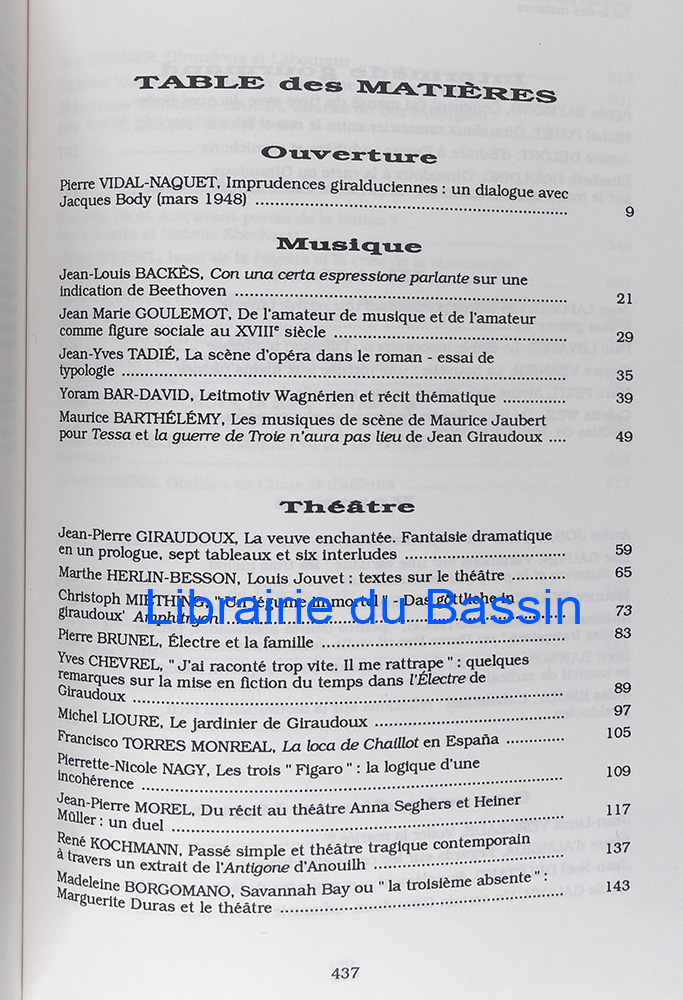 TABLE des MATIÈRES
Ouverture
Pierre VIDAL-NAQUET, Imprudences giralduciennes : un dialogue avec
Jacques Body (mars 1948) .......... 9
Musique
Jean-Louis BACKÈS, Con una certa espressione parlante sur une
indication de Beethoven .......... 21
Jean Marie GOULEMOT, De l'amateur de musique et de l'amateur
comme figure sociale au XVIIIe siècle .......... 29
Jean-Yves TADIÉ, La scène d'opéra dans le roman - essai de
typologie .......... 35
Yoram BAR-DAVID, Leitmotiv Wagnérien et récit thématique .......... 39
Maurice BARTHÉLÉMY, Les musiques de scène de Maurice Jaubert
pour Tessa et la guerre de Troie n'aura pas lieu de Jean Giraudoux .... 49
Théâtre
Jean-Pierre GIRAUDOUX, La veuve enchantée. Fantaisie dramatique
en un prologue, sept tableaux et six interludes .......... 59
Marthe HERLIN-BESSON, Louis Jouvet : textes sur le théâtre .......... 65
Christoph MIETHING, "Un légume immortel" - Das göttliche in
giraudoux' Amphitryon .......... 73
Librairie du Bassin
Pierre BRUNEL, Électre et la famille .......... 83
Yves CHEVREL, " J'ai raconté trop vite. Il me rattrape" : quelques
remarques sur la mise en fiction du temps dans l'Électre de
Giraudoux .......... 89
Michel LIOURE, Le jardinier de Giraudoux .......... 97
Francisco TORRES MONREAL, La loca de Chaillot en España .......... 105
Pierrette-Nicole NAGY, Les trois " Figaro" : la logique d'une
incohérence .......... 109
Jean-Pierre MOREL, Du récit au théâtre Anna Seghers et Heiner
Müller : un duel .......... 117
René KOCHMANN, Passé simple et théâtre tragique contemporain
à travers un extrait de l'Antigone d'Anouilh .......... 137
Madeleine BORGOMANO, Savannah Bay ou " la troisième absente" :
Marguerite Duras et le théâtre .......... 143
437